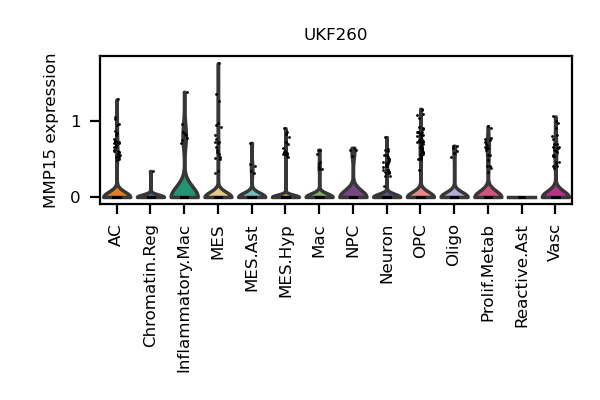 UKF260
MMP15 expression
1
0
AC
Chromatin.Reg
Inflammatory.Mac
MES
MES.Ast
MES.Hyp
Mac
NPC
Neuron
OPC
Oligo
Prolif.Metab
Reactive.Ast
Vasc